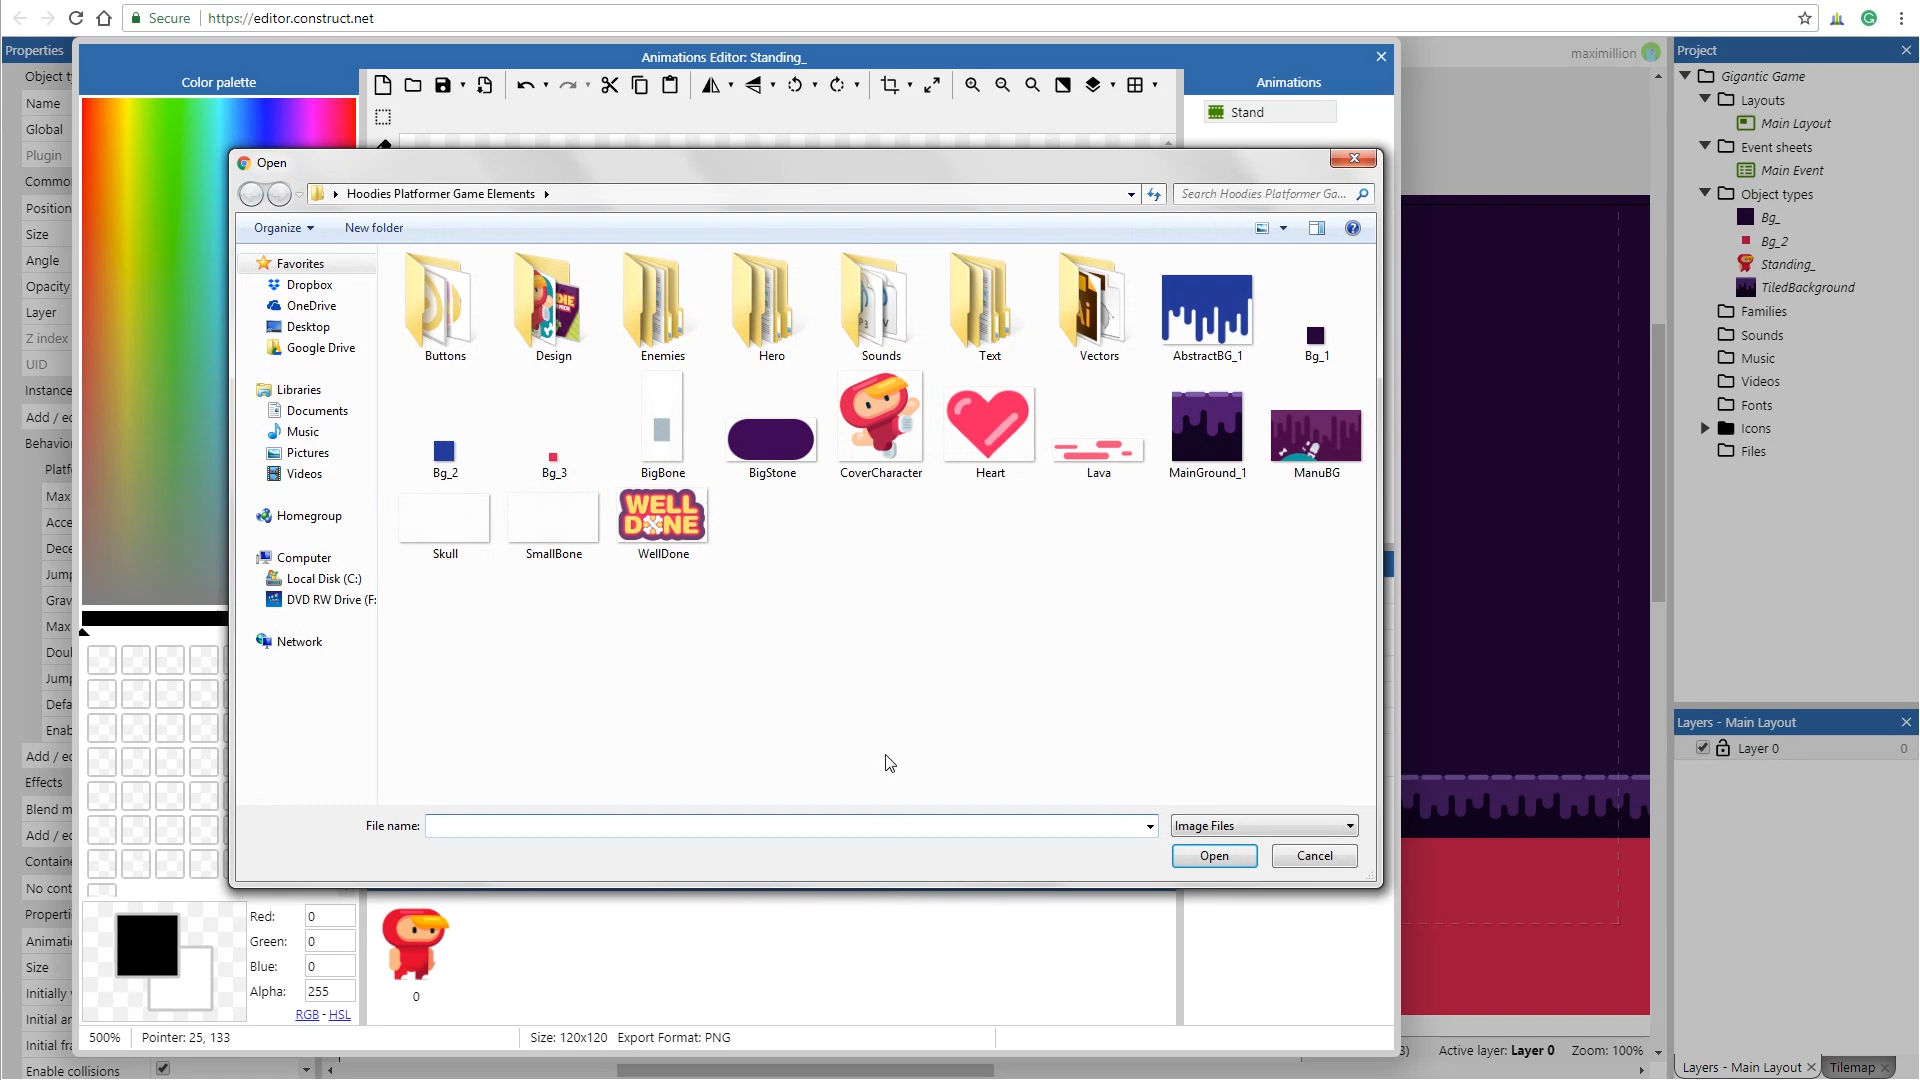 Secure
https://editor.construct.net
Properties
Animations Editor: Standing_
maximillion
Project
Color palette
Animations
Stand
Object ty
Name
Global
Plugin
Commo
Position
Size
Angle
Opacity
Layer
Z index
UID
Instance
Add / ed
Behavior
Platf
Max
Acce
Dece
Jump
Grav
Max
Doul
Jump
Defa
Enab
Add / ed
Effects
Blend m
Add / ed
Containe
No cont
Properti
Animati
Size
Initially v
Initial an
Initial fra
Enable collisions
Open
Hoodies Platformer Game Elements
Search Hoodies Platformer Ga...
Organize
New folder
Favorites
Dropbox
OneDrive
Desktop
Google Drive
Libraries
Documents
Music
Pictures
Videos
Homegroup
Computer
Local Disk (C:)
DVD RW Drive (F:
Network
Buttons
Design
Enemies
Hero
Sounds
Text
Vectors
AbstractBG_1
Bg_1
Bg_2
Bg_3
BigBone
BigStone
CoverCharacter
Heart
Lava
MainGround_1
ManuBG
WELL
DONE
Skull
SmallBone
WellDone
File name:
Image Files
Open
Cancel
Red: 0
Green: 0
Blue: 0
Alpha: 255
RGB - HSL
0
500%
Pointer: 25, 133
Size: 120x120 Export Format: PNG
Gigantic Game
Layouts
Main Layout
Event sheets
Main Event
Object types
Bg_
Bg_2
Standing_
TiledBackground
Families
Sounds
Music
Videos
Fonts
Icons
Files
Layers - Main Layout
Layer 0
0
3)
Active layer: Layer 0
Zoom: 100%
Layers - Main Layout
Tilemap